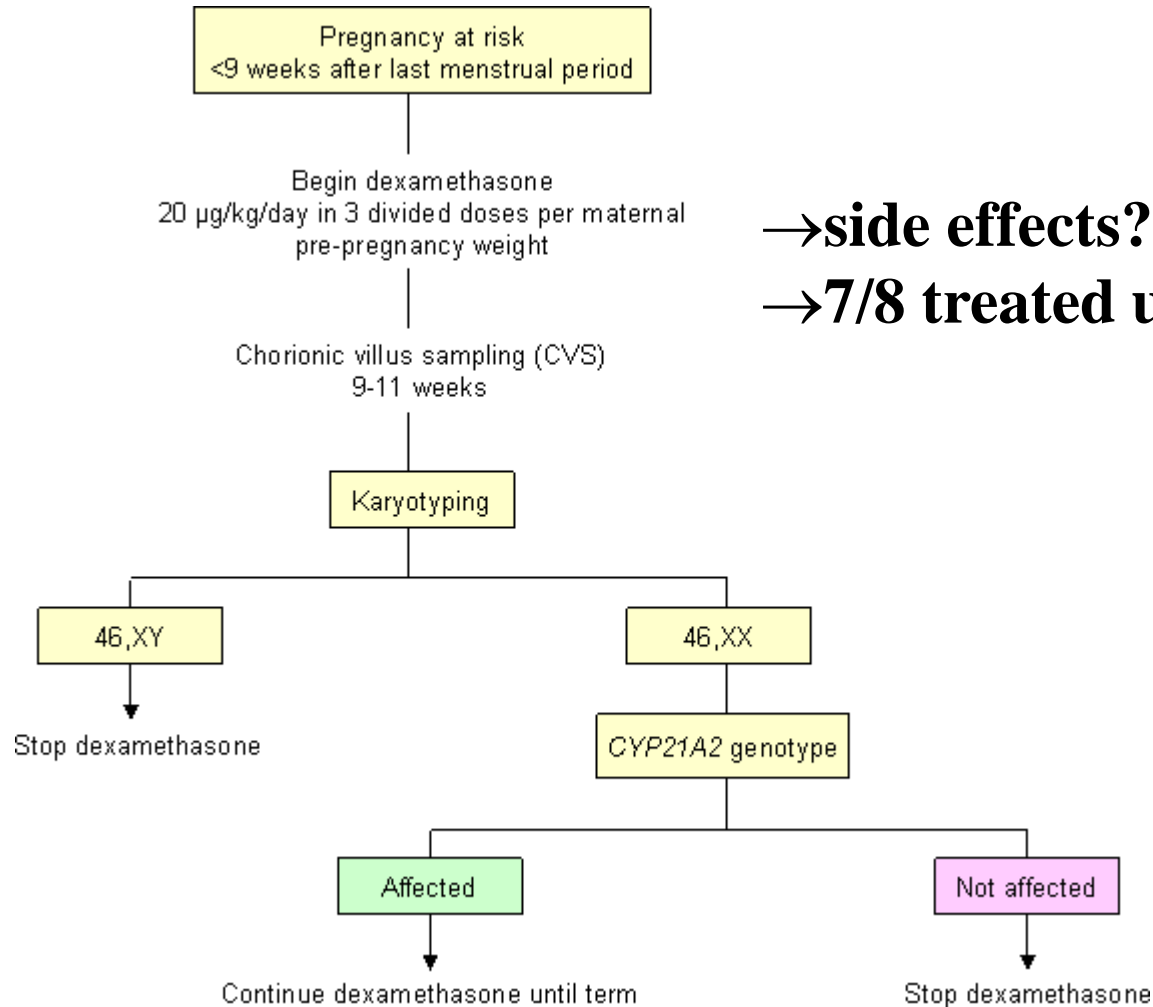 Pregnancy at risk
<9 weeks after last menstrual period
Begin dexamethasone
20 µg/kg/day in 3 divided doses per maternal
pre-pregnancy weight
→side effects?
→7/8 treated
Chorionic villus sampling (CVS)
9-11 weeks
Karyotyping
46,XY
46,XX
Stop dexamethasone
CYP21A2 genotype
Affected
Not affected
Continue dexamethasone until term
Stop dexamethasone